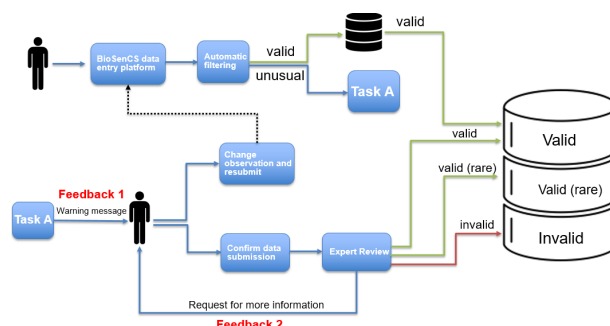 BioSenCS data
entry platform
Automatic
filtering
valid
unusual
valid
Task A
Change
observation and
resubmit
Feedback 1
Task A
Warning message
Confirm data
submission
Expert Review
valid
valid (rare)
invalid
Valid
Valid (rare)
Invalid
Request for more information
Feedback 2